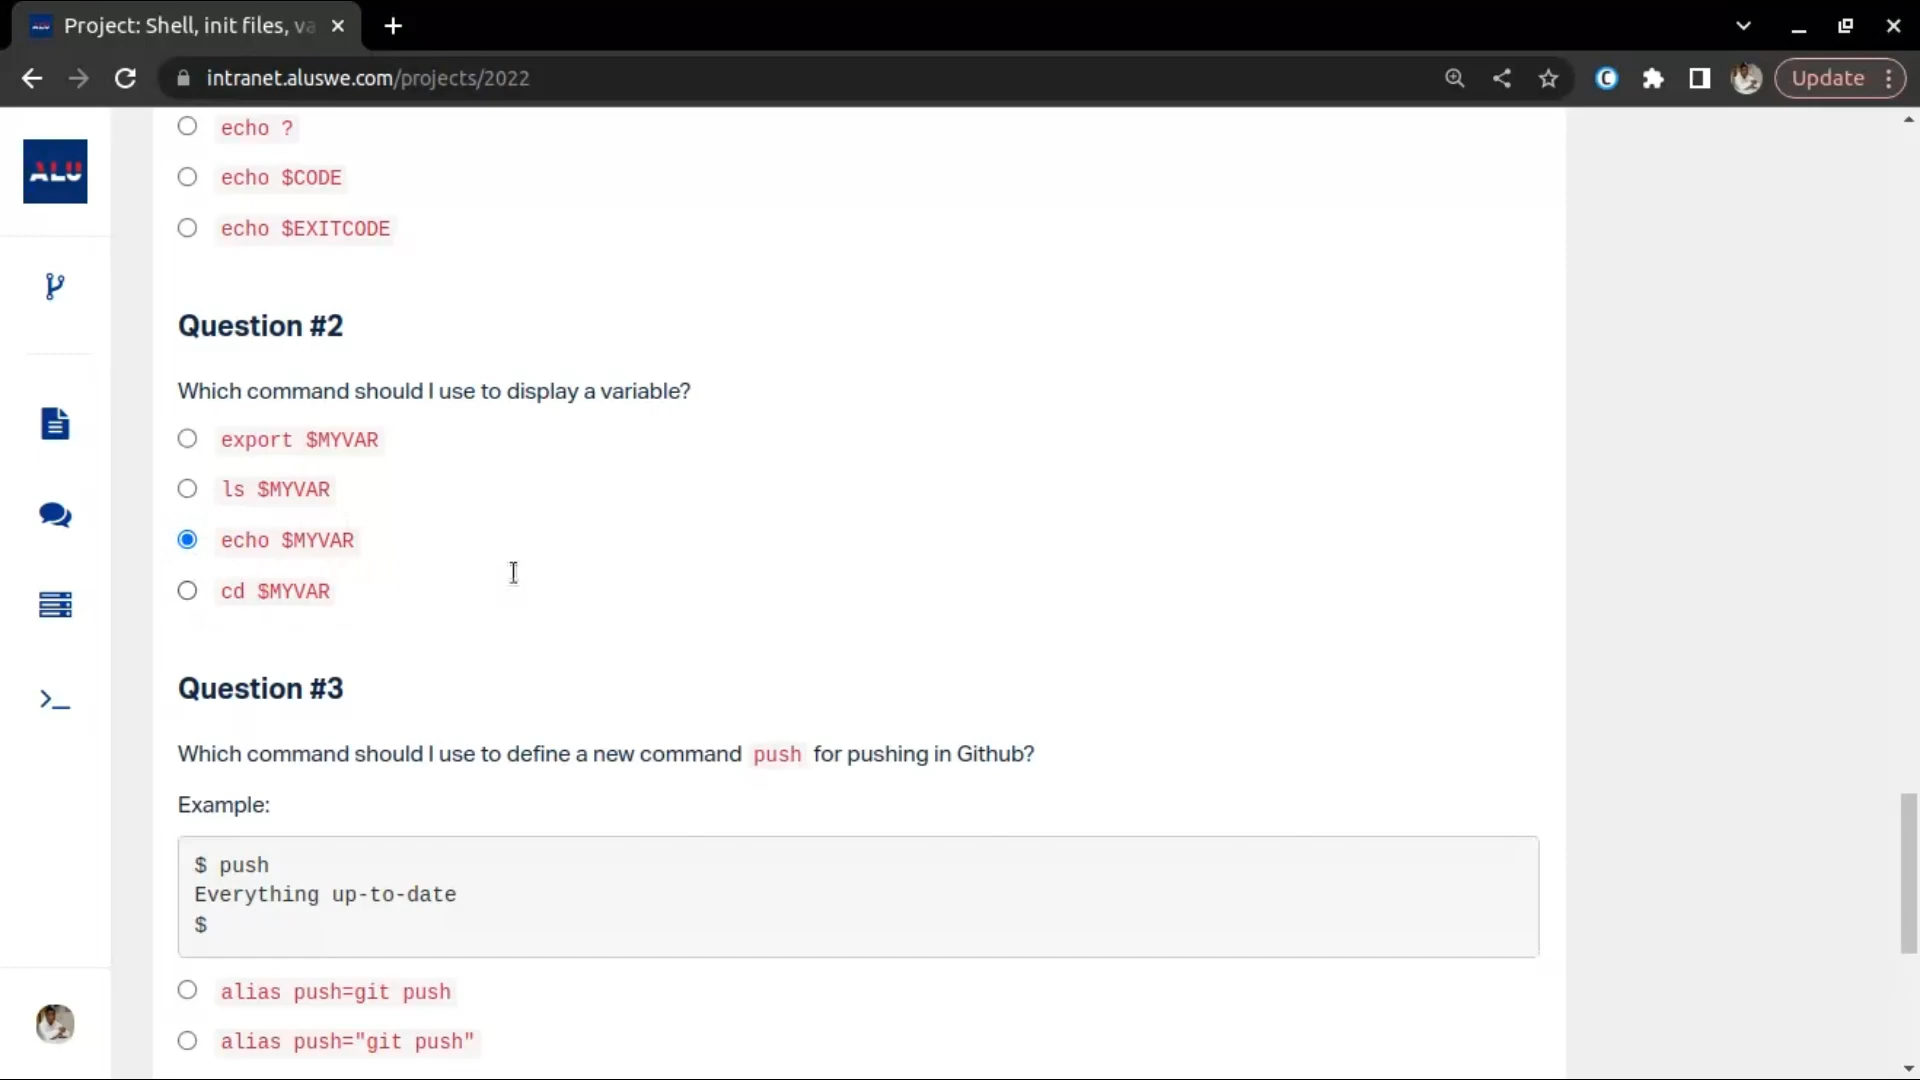 Project: Shell, init files, va
intranet.aluswe.com/projects/2022
Update
echo ?
ALU
echo $CODE
echo $EXITCODE
Question #2
Which command should I use to display a variable?
export $MYVAR
ls $MYVAR
echo $MYVAR
cd $MYVAR
Question #3
Which command should I use to define a new command push for pushing in Github?
Example:
$ push
Everything up-to-date
$
alias push=git push
alias push="git push"